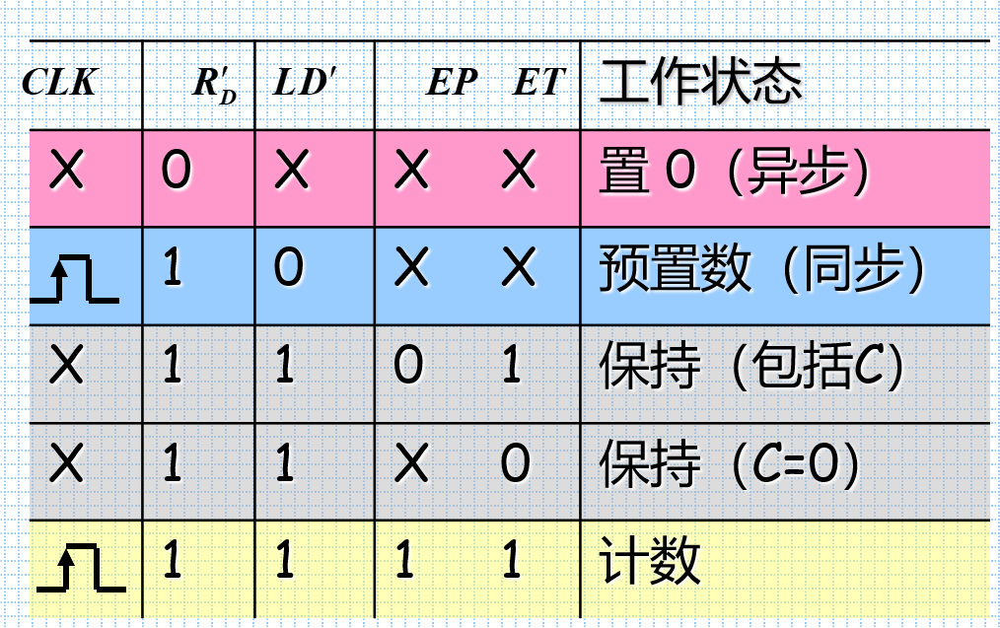 CLK R'D LD' EP ET 工作状态
X 0 X X X 置 0（异步）
1 0 X X 预置数（同步）
X 1 1 0 1 保持（包括C）
X 1 1 X 0 保持（C=0）
1 1 1 1 计数